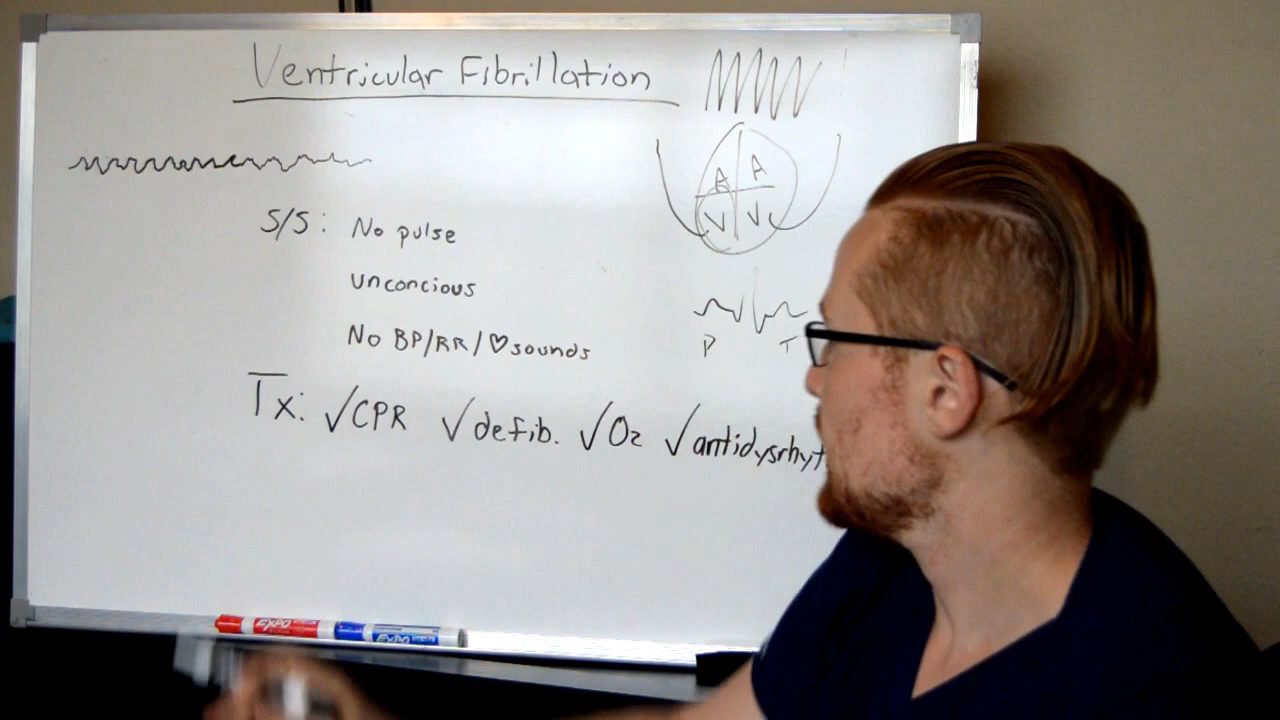 Ventricular Fibrillation
A A
V V
S/S: No pulse
unconcious
No BP/RR/♡sounds
P T
Tx: √CPR √defib. √O2 √antidysrhyt
EXPO EXPO